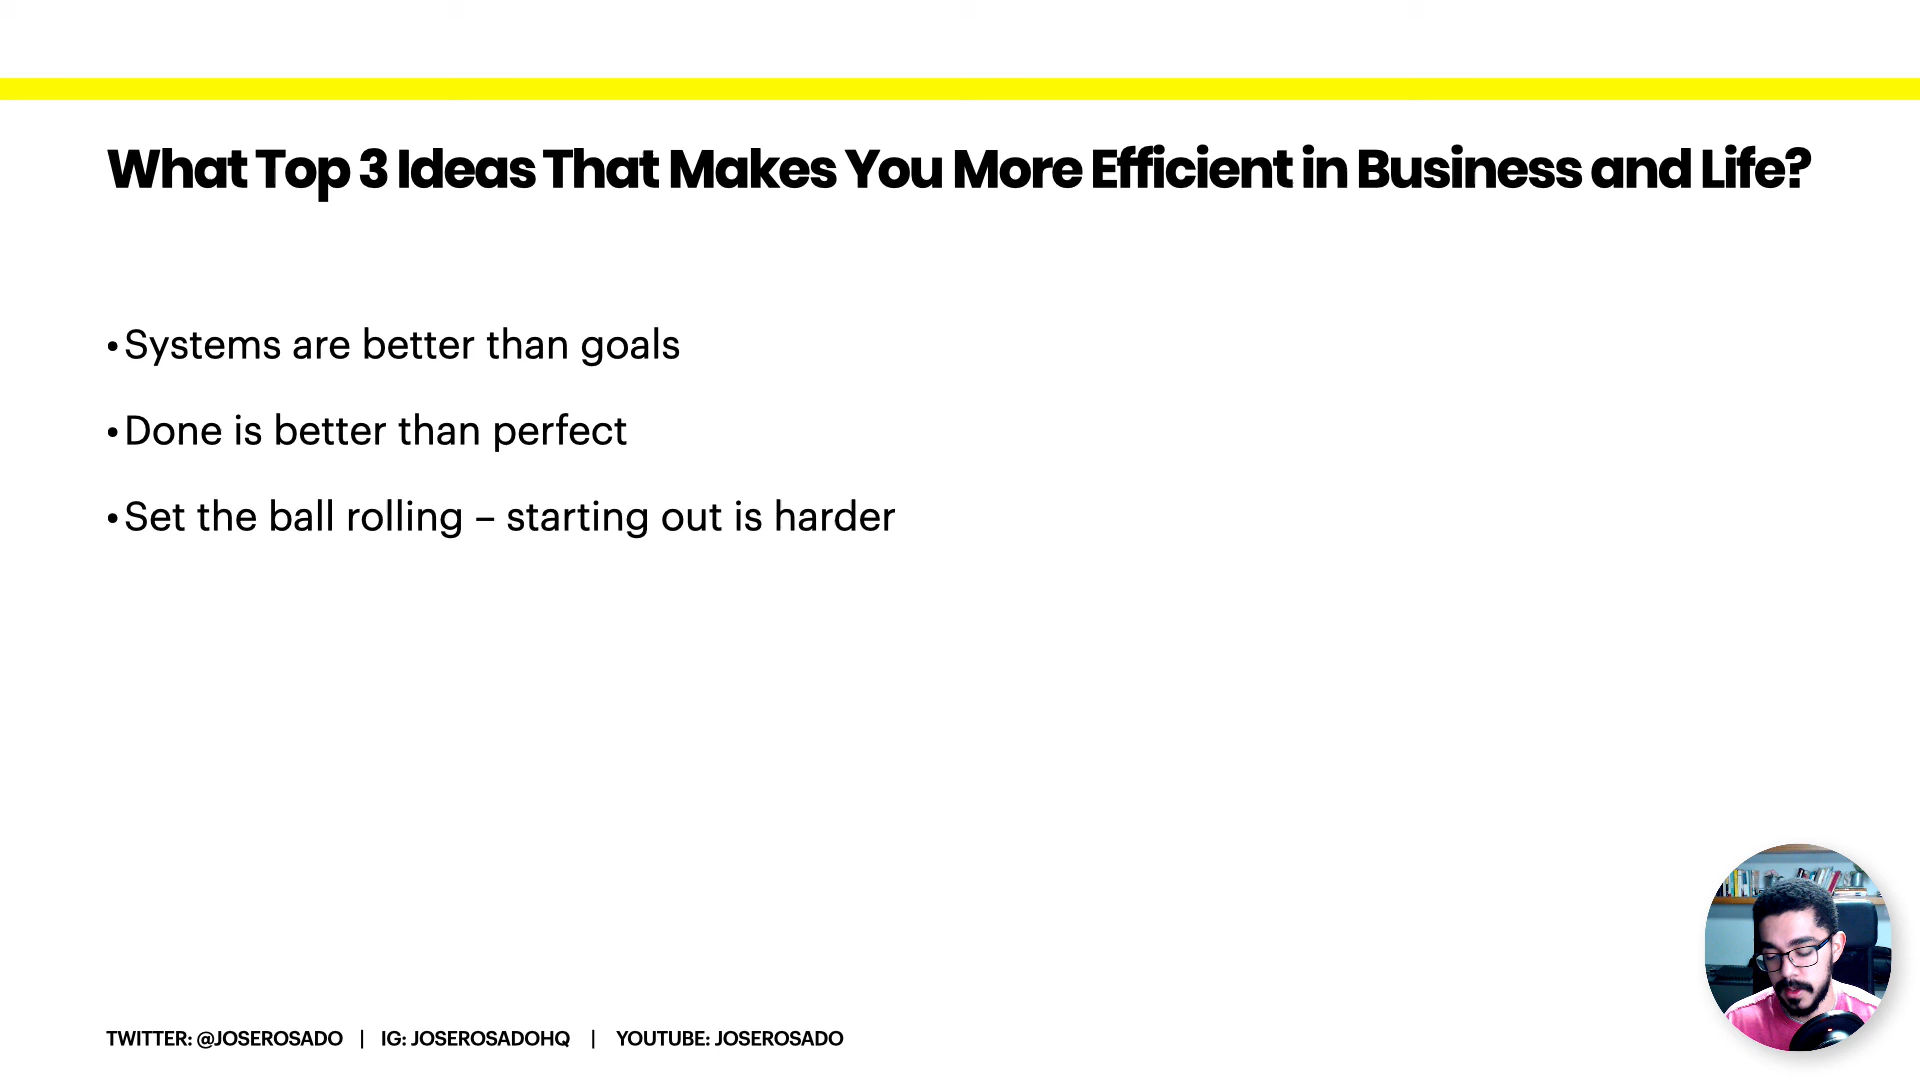 What Top 3 Ideas That Makes You More Efficient in Business and Life?
• Systems are better than goals
• Done is better than perfect
• Set the ball rolling – starting out is harder
TWITTER: @JOSEROSADO | IG: JOSEROSADOHQ | YOUTUBE: JOSEROSADO